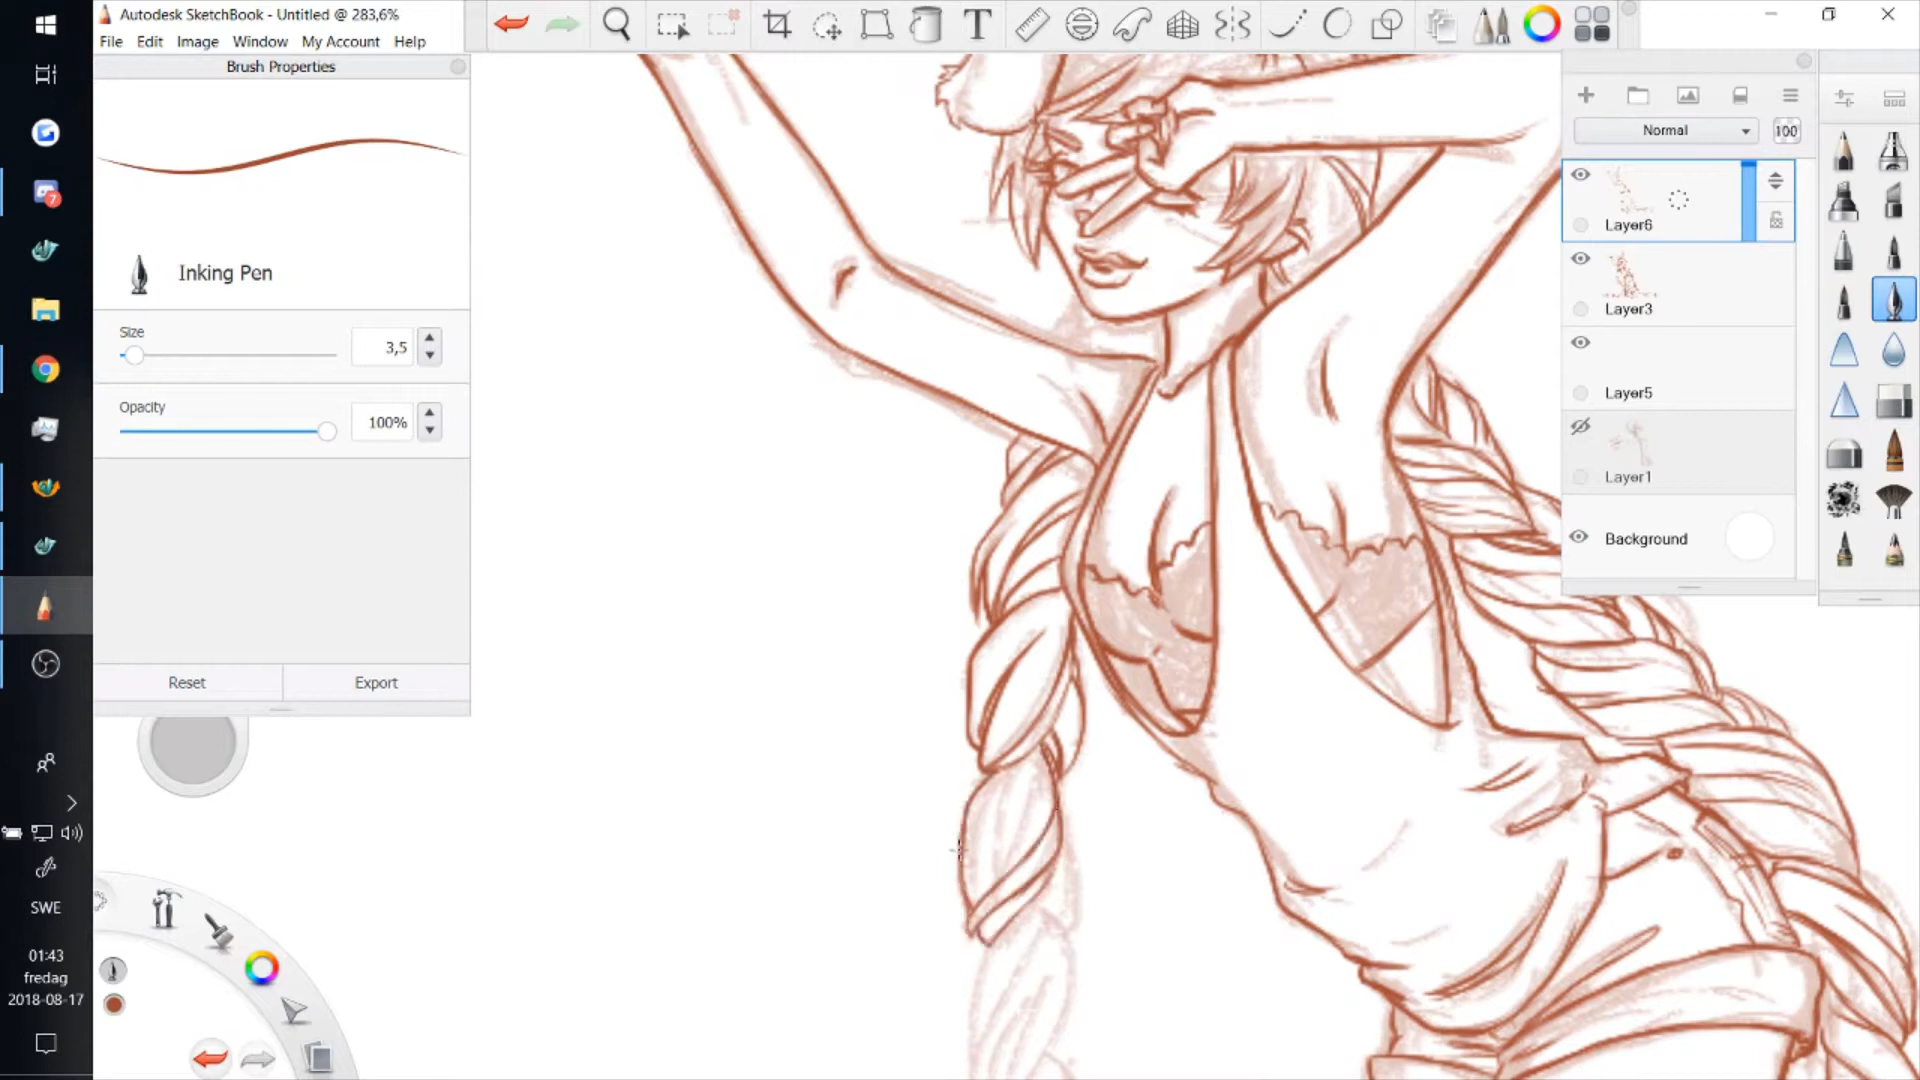 Autodesk SketchBook - Untitled @ 283,6%
File Edit Image Window My Account Help
Brush Properties
Inking Pen
Size
3,5
Opacity
100%
Reset Export
Normal 100
Layer6
Layer3
Layer5
Layer1
Background
7
SWE
01:43
fredag
2018-08-17